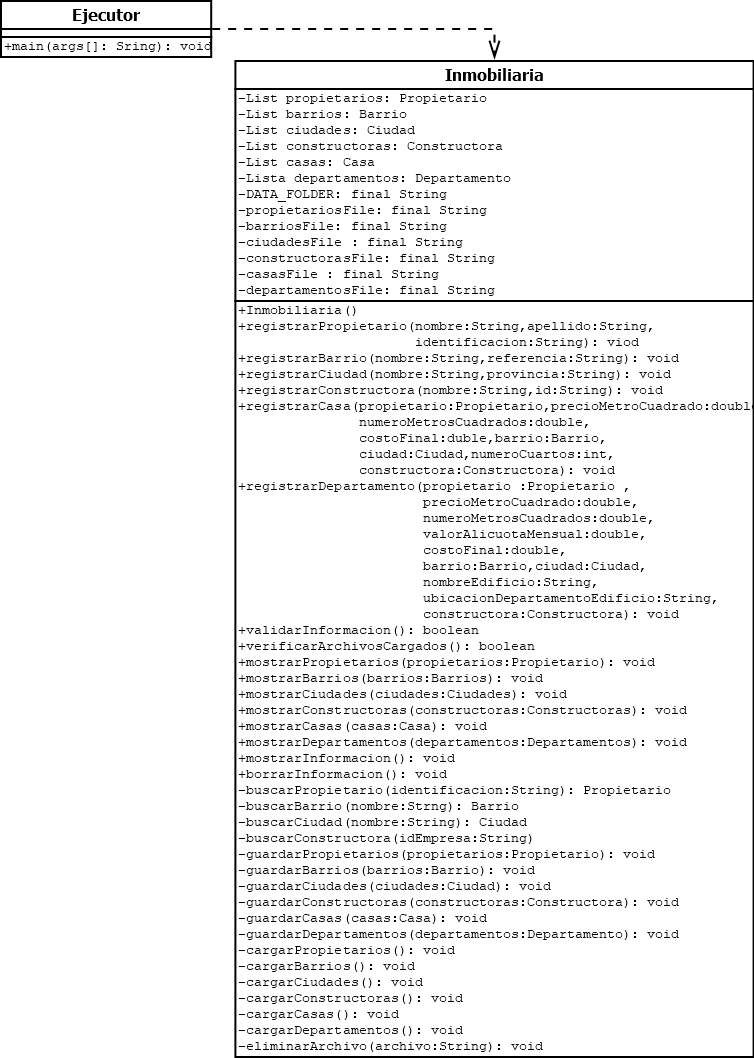 Ejecutor
+main(args[]: Sring): void
Inmobiliaria
-List propietarios: Propietario
-List barrios: Barrio
-List ciudades: Ciudad
-List constructoras: Constructora
-List casas: Casa
-Lista departamentos: Departamento
-DATA_FOLDER: final String
-propietariosFile: final String
-barriosFile: final String
-ciudadesFile : final String
-constructorasFile: final String
-casasFile : final String
-departamentosFile: final String
+Inmobiliaria()
+registrarPropietario(nombre:String,apellido:String,
identificacion:String): viod
+registrarBarrio(nombre:String,referencia:String): void
+registrarCiudad(nombre:String,provincia:String): void
+registrarConstructora(nombre:String,id:String): void
+registrarCasa(propietario:Propietario,precioMetroCuadrado:double
numeroMetrosCuadrados:double,
costoFinal:duble,barrio:Barrio,
ciudad:Ciudad,numeroCuartos:int,
constructora:Constructora): void
+registrarDepartamento(propietario :Propietario ,
precioMetroCuadrado:double,
numeroMetrosCuadrados:double,
valorAlicuotaMensual:double,
costoFinal:double,
barrio:Barrio,ciudad:Ciudad,
nombreEdificio:String,
ubicacionDepartamentoEdificio:String,
constructora:Constructora): void
+validarInformacion(): boolean
+verificarArchivosCargados(): boolean
+mostrarPropietarios(propietarios:Propietario): void
+mostrarBarrios(barrios:Barrios): void
+mostrarCiudades(ciudades:Ciudades): void
+mostrarConstructoras(constructoras:Constructoras): void
+mostrarCasas(casas:Casa): void
+mostrarDepartamentos(departamentos:Departamentos): void
+mostrarInformacion(): void
+borrarInformacion(): void
-buscarPropietario(identificacion:String): Propietario
-buscarBarrio(nombre:Strng): Barrio
-buscarCiudad(nombre:String): Ciudad
-buscarConstructora(idEmpresa:String)
-guardarPropietarios(propietarios:Propietario): void
-guardarBarrios(barrios:Barrio): void
-guardarCiudades(ciudades:Ciudad): void
-guardarConstructoras(constructoras:Constructora): void
-guardarCasas(casas:Casa): void
-guardarDepartamentos(departamentos:Departamento): void
-cargarPropietarios(): void
-cargarBarrios(): void
-cargarCiudades(): void
-cargarConstructoras(): void
-cargarCasas(): void
-cargarDepartamentos(): void
-eliminarArchivo(archivo:String): void